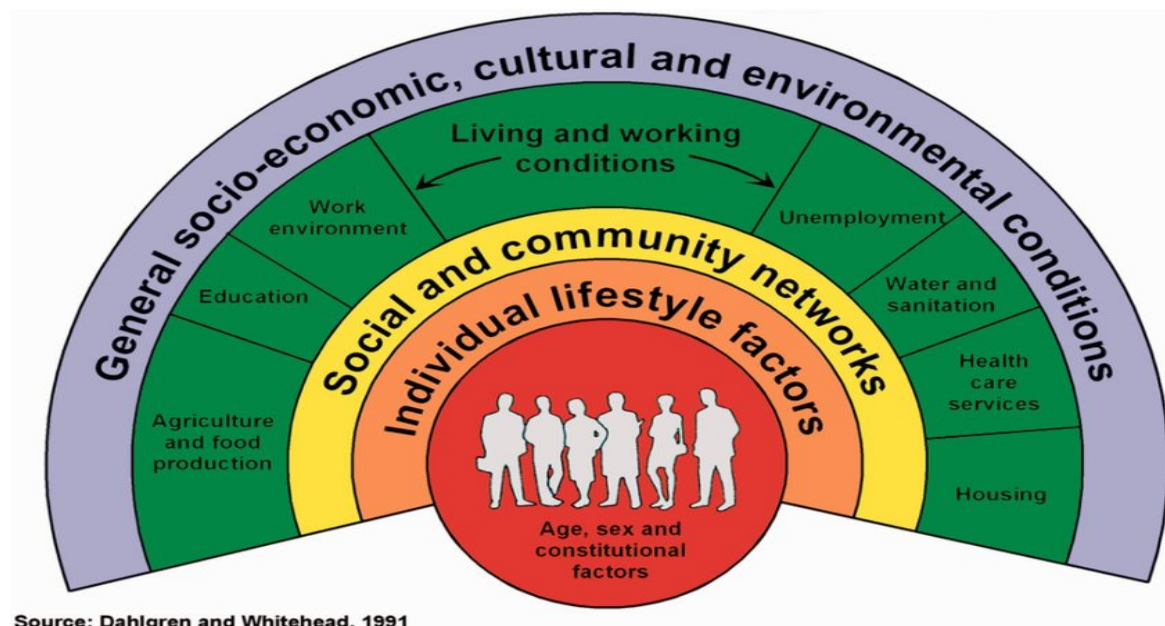 General socio-economic, cultural and environmental conditions
Living and working
conditions
Work
environment
Unemployment
Education
Water and
sanitation
Social and community networks
Health
care
services
Individual lifestyle factors
Agriculture
and food
production
Housing
Age, sex and
constitutional
factors
Source: Dahlgren and Whitehead, 1991